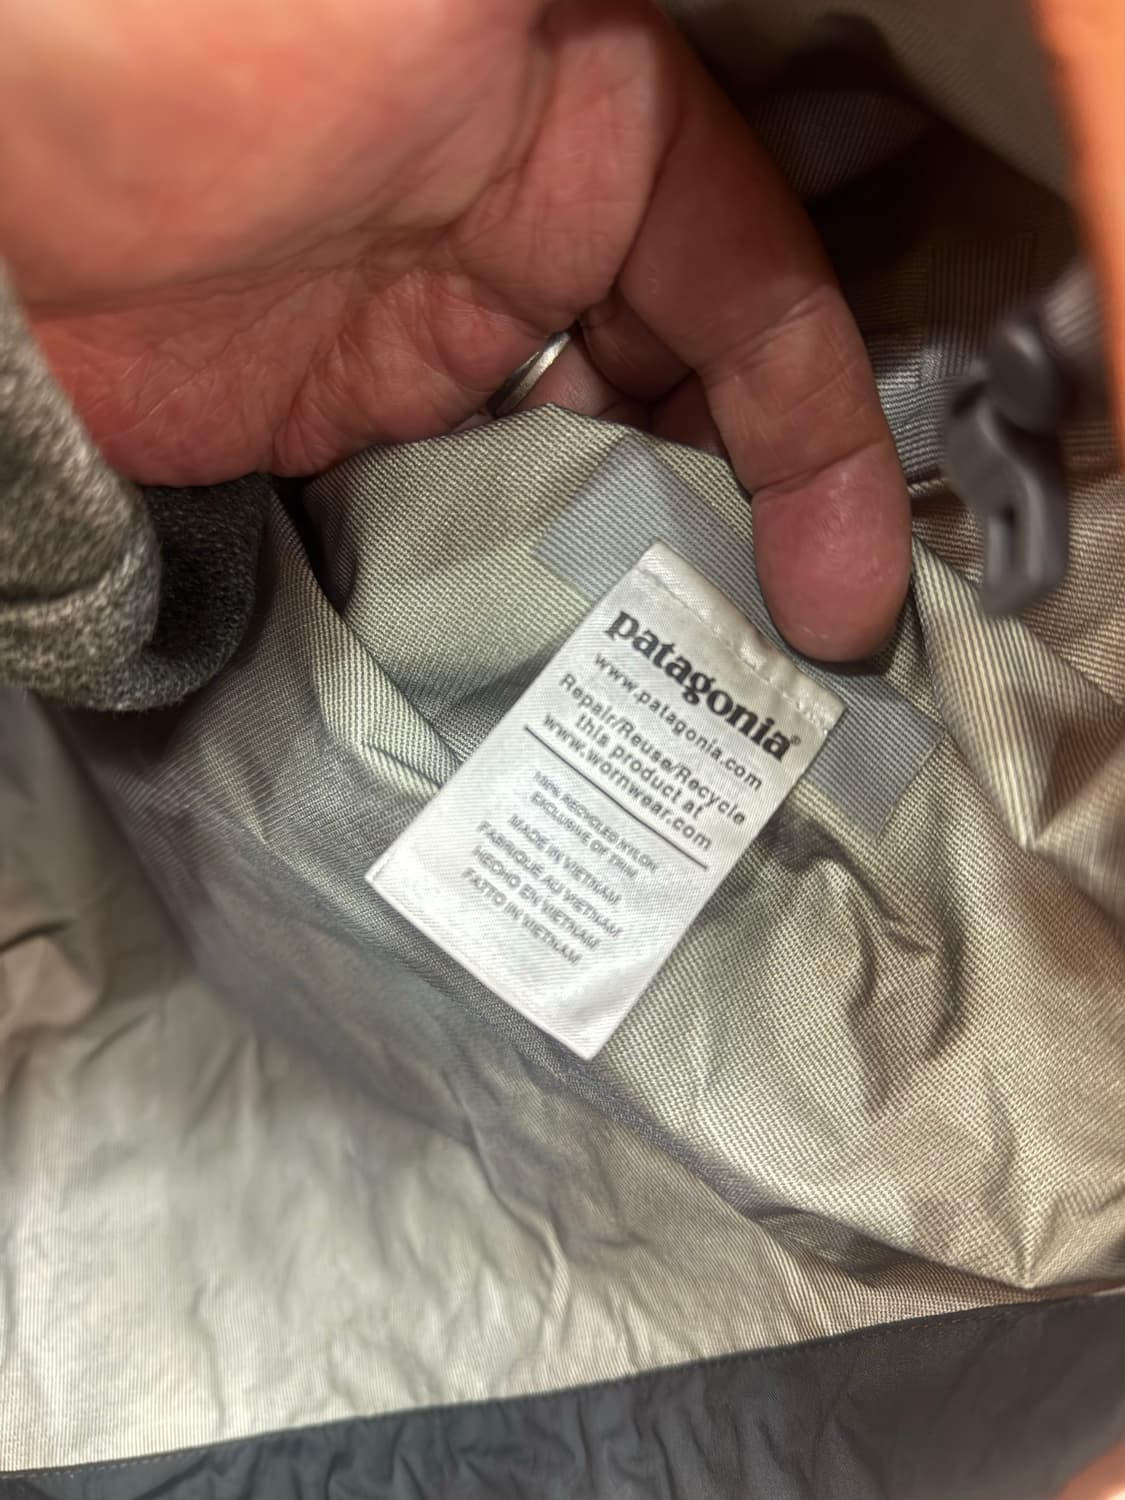 patagonia®
www.patagonia.com
Repair/Reuse/Recycle
this product at
www.wornwear.com
100% RECYCLED NYLON
EXCLUSIVE OF TRIM
MADE IN VIETNAM
FABRIQUE AU VIETNAM
HECHO EN VIETNAM
FATTO IN VIETNAM